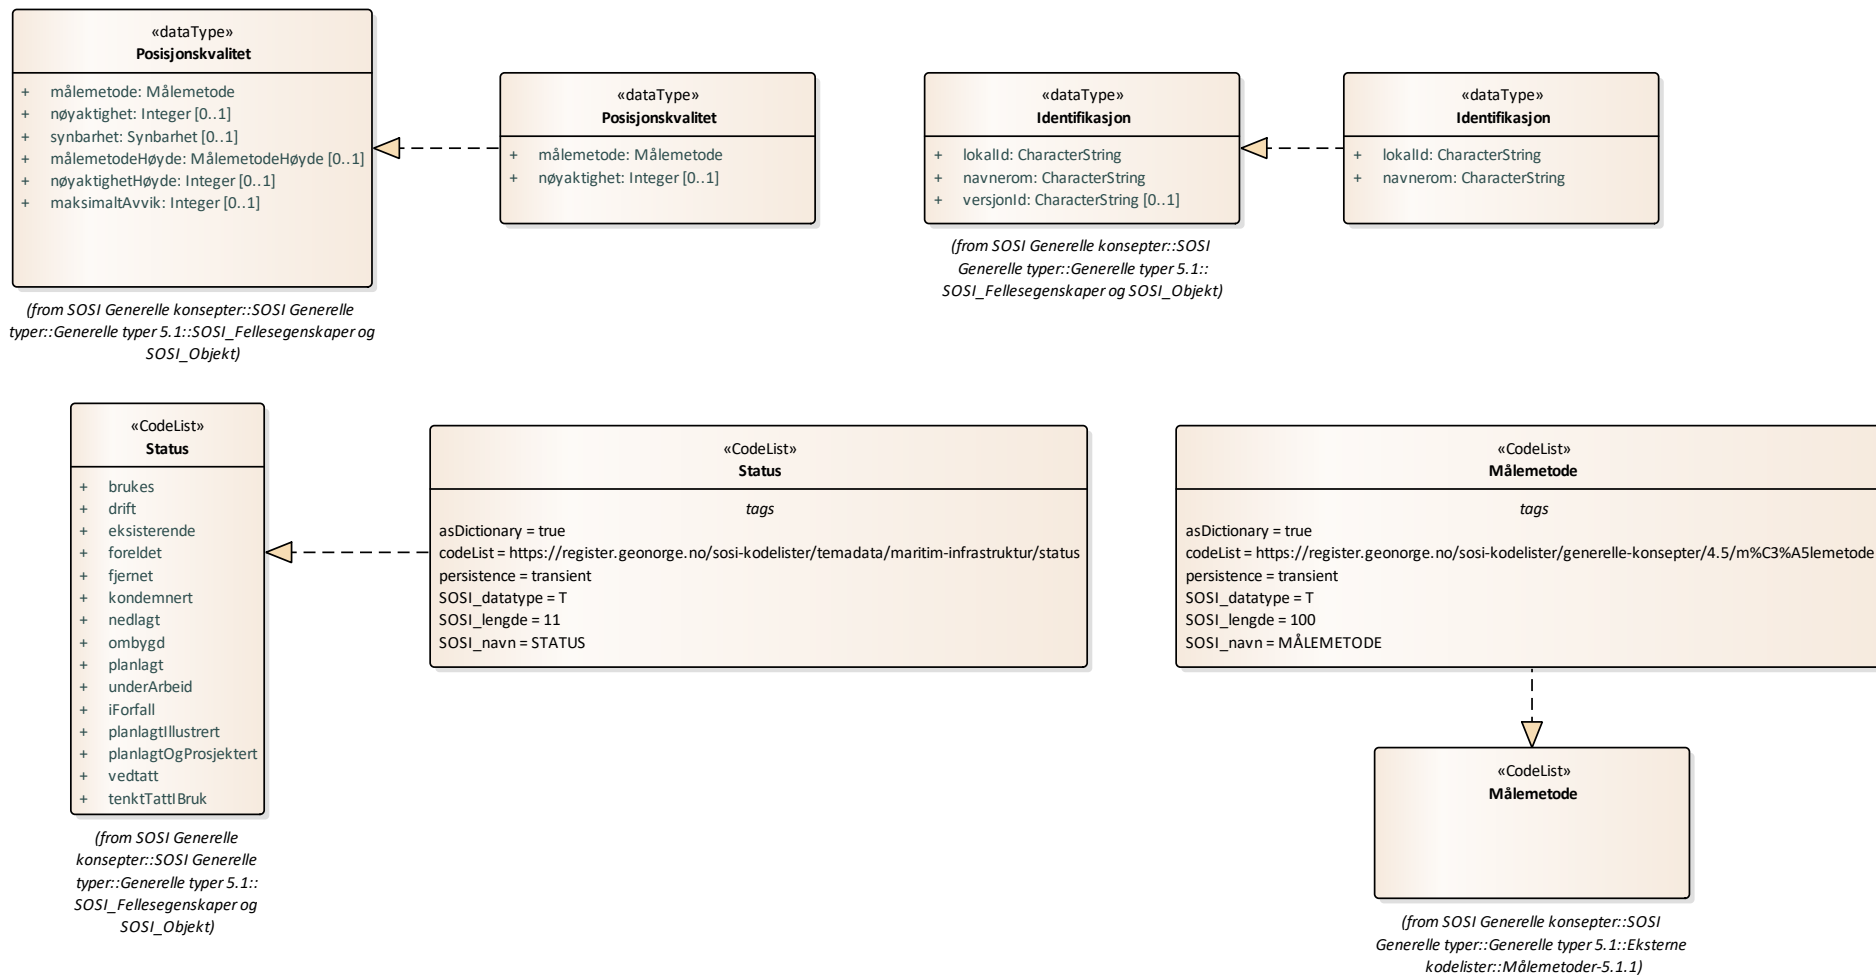 «dataType»
Posisjonskvalitet
+ målemetode: Målemetode
+ nøyaktighet: Integer [0..1]
+ synbarhet: Synbarhet [0..1]
+ målemetodeHøyde: MålemetodeHøyde [0..1]
+ nøyaktighetHøyde: Integer [0..1]
+ maksimaltAvvik: Integer [0..1]
(from SOSI Generelle konsepter::SOSI Generelle
typer::Generelle typer 5.1::SOSI_Fellesegenskaper og
SOSI_Objekt)
«dataType»
Posisjonskvalitet
+ målemetode: Målemetode
+ nøyaktighet: Integer [0..1]
«dataType»
Identifikasjon
+ lokalId: CharacterString
+ navnerom: CharacterString
+ versjonId: CharacterString [0..1]
(from SOSI Generelle konsepter::SOSI
Generelle typer::Generelle typer 5.1::
SOSI_Fellesegenskaper og SOSI_Objekt)
«dataType»
Identifikasjon
+ lokalId: CharacterString
+ navnerom: CharacterString
«CodeList»
Status
+ brukes
+ drift
+ eksisterende
+ foreldet
+ fjernet
+ kondemnert
+ nedlagt
+ ombygd
+ planlagt
+ underArbeid
+ iForfall
+ planlagtIllustrert
+ planlagtOgProsjektert
+ vedtatt
+ tenktTattIBruk
(from SOSI Generelle
konsepter::SOSI Generelle
typer::Generelle typer 5.1::
SOSI_Fellesegenskaper og
SOSI_Objekt)
«CodeList»
Status
tags
asDictionary = true
codeList = https://register.geonorge.no/sosi-kodelister/temadata/maritim-infrastruktur/status
persistence = transient
SOSI_datatype = T
SOSI_lengde = 11
SOSI_navn = STATUS
«CodeList»
Målemetode
tags
asDictionary = true
codeList = https://register.geonorge.no/sosi-kodelister/generelle-konsepter/4.5/m%C3%A5lemetode
persistence = transient
SOSI_datatype = T
SOSI_lengde = 100
SOSI_navn = MÅLEMETODE
«CodeList»
Målemetode
(from SOSI Generelle konsepter::SOSI
Generelle typer::Generelle typer 5.1::Eksterne
kodelister::Målemetoder-5.1.1)